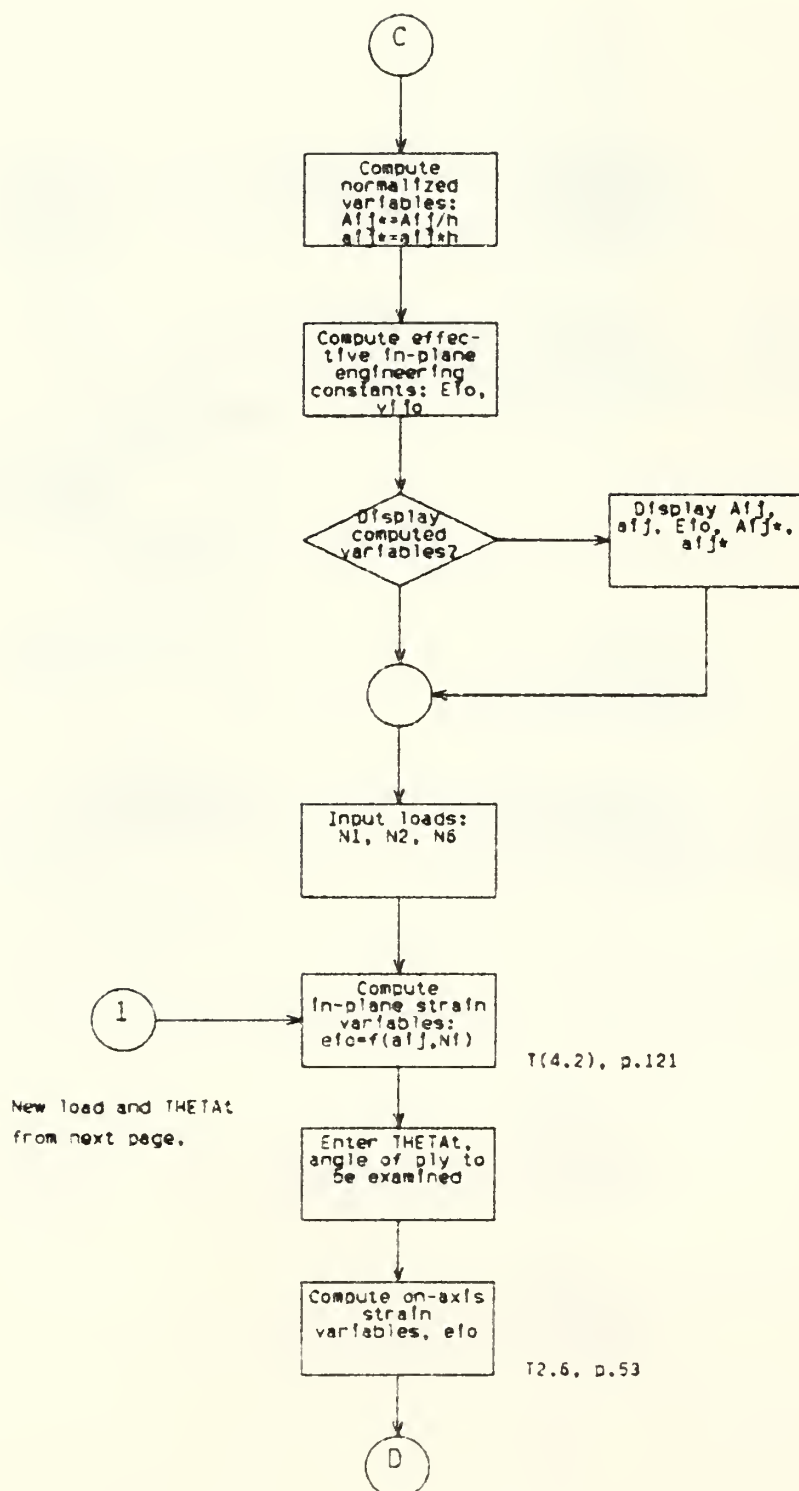 C
Compute
normalized
variables:
Aij*=Aij/h
aij*=aij*h
Compute effec-
tive in-plane
engineering
constants: Eio,
vijo
Display
computed
variables?
Display Aij,
aij, Eio, Aij*,
aij*
Input loads:
N1, N2, N6
1
Compute
in-plane strain
variables:
eio=f(aij,Ni)
T(4.2), p.121
New load and THETAt
from next page.
Enter THETAt,
angle of ply to
be examined
Compute on-axis
strain
variables, eio
T2.6, p.53
D